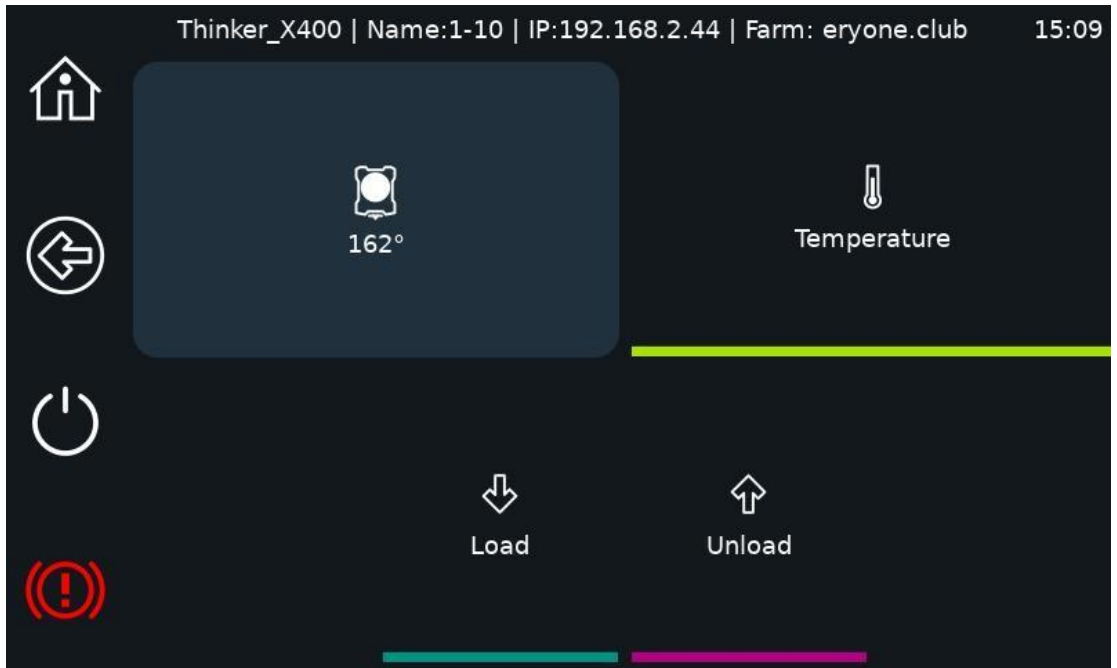 Thinker_X400 | Name:1-10 | IP:192.168.2.44 | Farm: eryone.club 15:09
162°
Temperature
Load
Unload